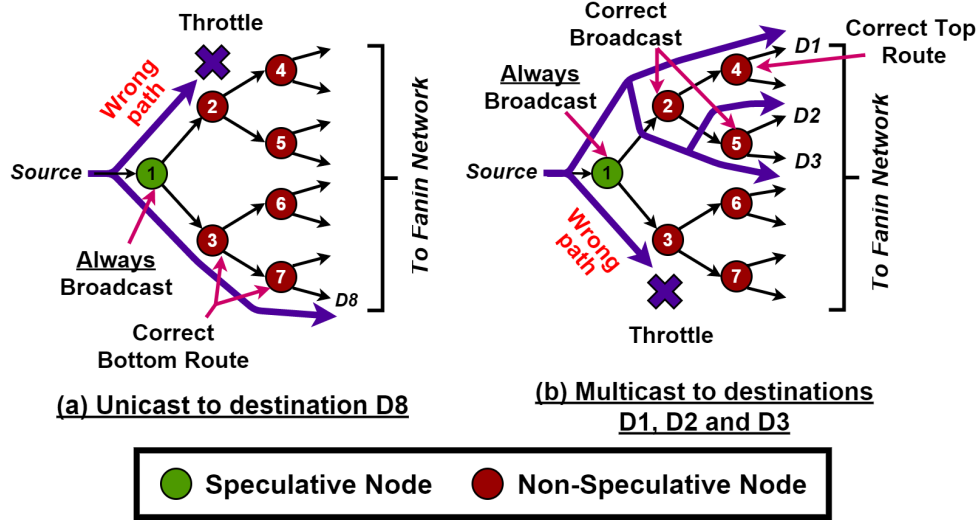 Throttle
Wrong
path
Source
1
2
3
4
5
6
7
D8
Always
Broadcast
Correct
Bottom Route
To Fanin Network
(a) Unicast to destination D8
Correct
Broadcast
Correct Top
Route
Always
Broadcast
Source
1
2
3
4
5
6
7
D1
D2
D3
Wrong
path
Throttle
To Fanin Network
(b) Multicast to destinations
D1, D2 and D3
Speculative Node
Non-Speculative Node